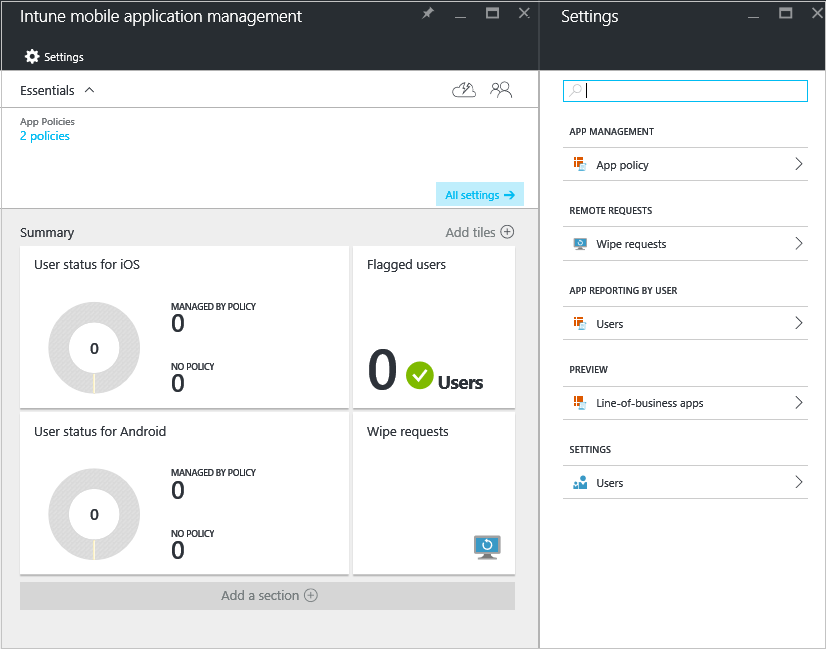 Intune mobile application management
Settings
Essentials
App Policies
2 policies
All settings
Summary
Add tiles
User status for iOS
0
MANAGED BY POLICY
0
NO POLICY
0
Flagged users
0 Users
User status for Android
0
MANAGED BY POLICY
0
NO POLICY
0
Wipe requests
Add a section
Settings
APP MANAGEMENT
App policy
REMOTE REQUESTS
Wipe requests
APP REPORTING BY USER
Users
PREVIEW
Line-of-business apps
SETTINGS
Users